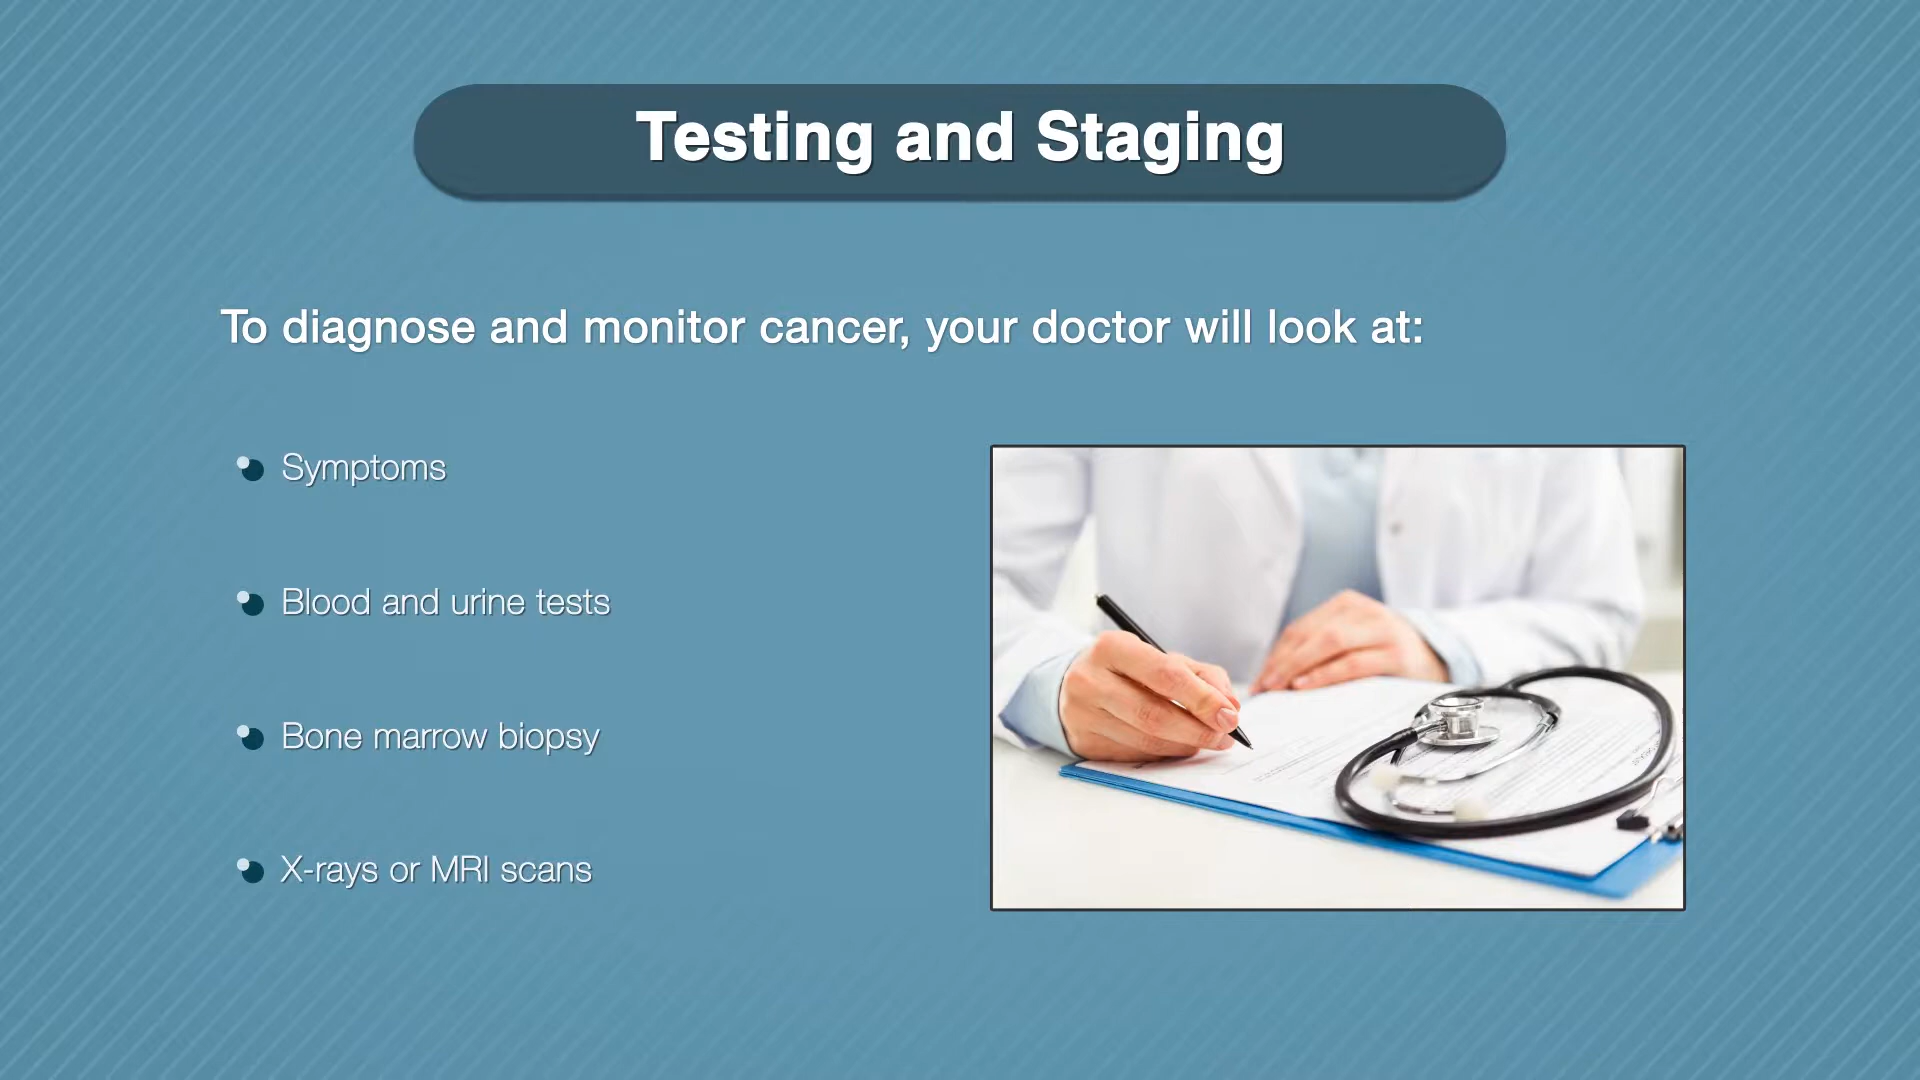 Testing and Staging
To diagnose and monitor cancer, your doctor will look at:
Symptoms
Blood and urine tests
Bone marrow biopsy
X-rays or MRI scans